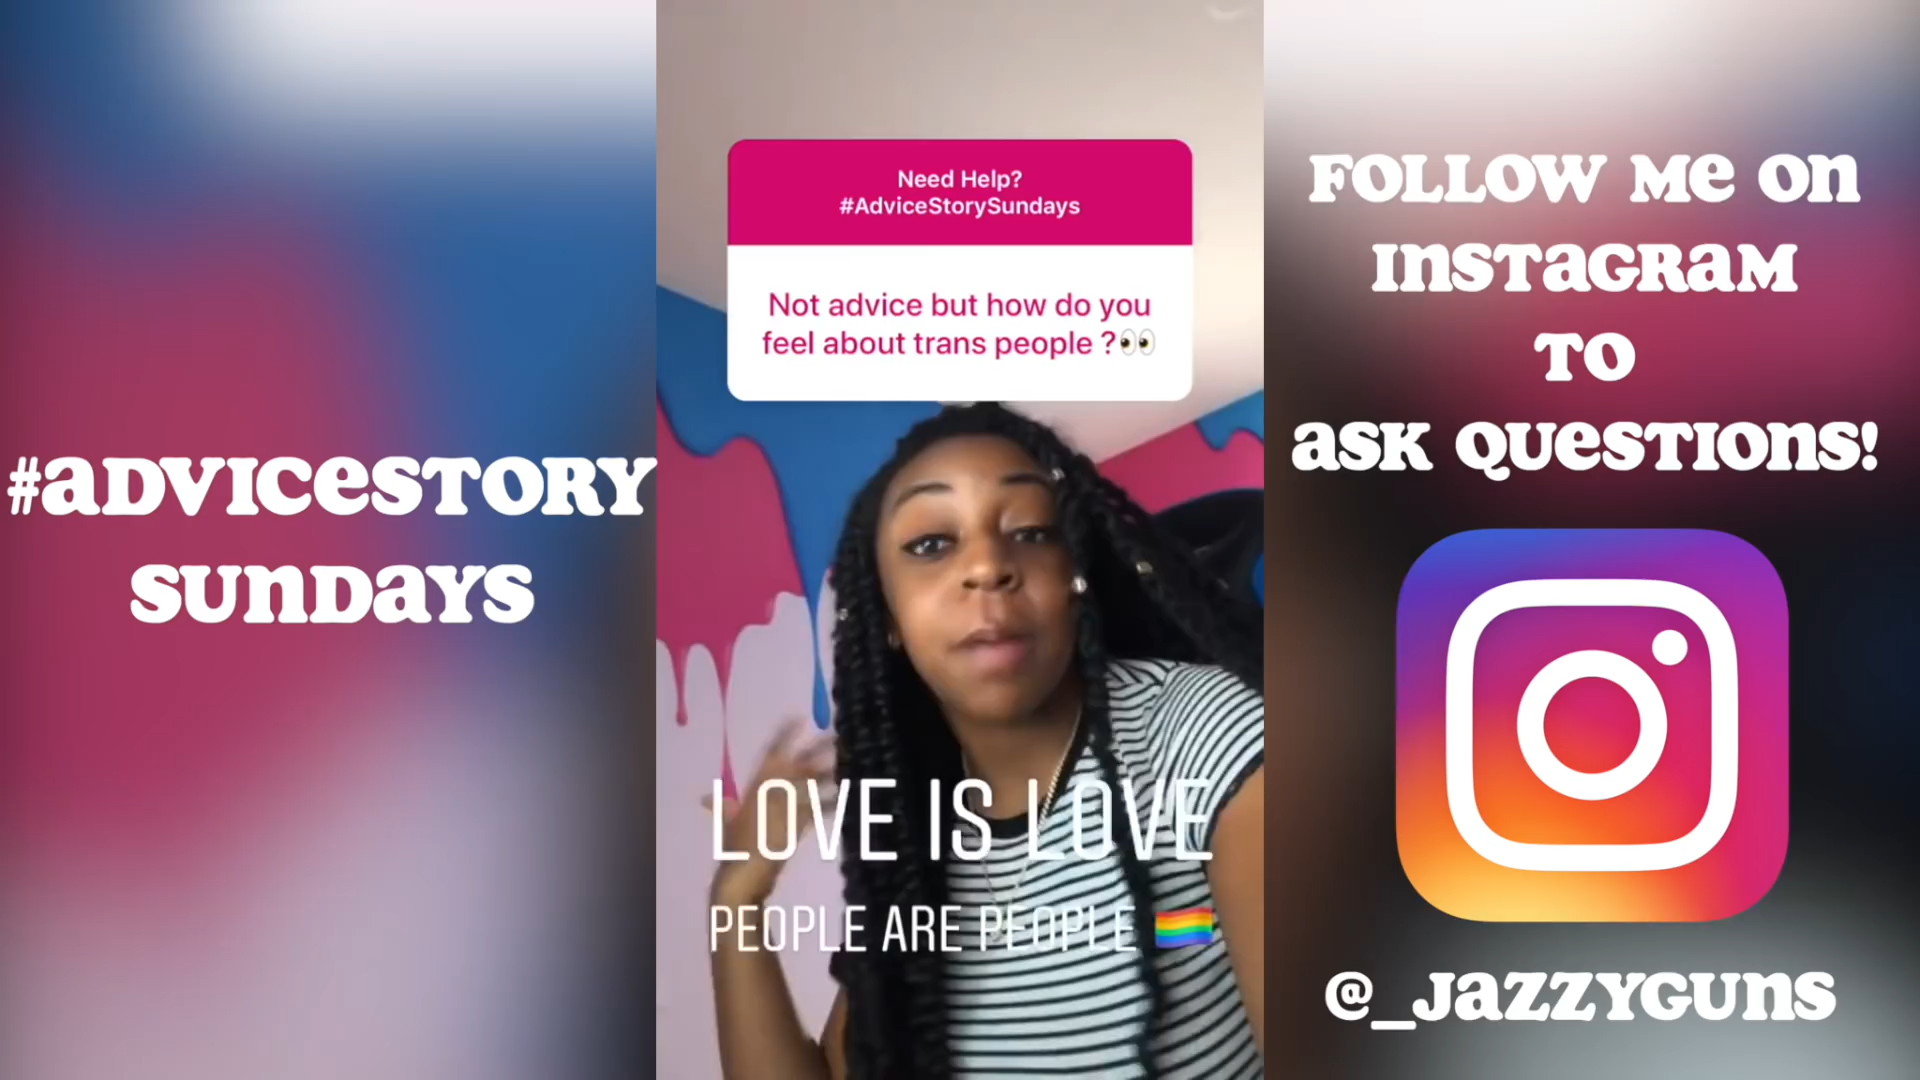 #ADVICESTORY
SUNDAYS
Need Help?
#AdviceStorySundays
Not advice but how do you
feel about trans people ?👀
LOVE IS LOVE
PEOPLE ARE PEOPLE 🏳️‍🌈
FOLLOW Me On
InSTaGRaM
TO
aSK QUeSTIOnS!
@_JaZZYGUnS